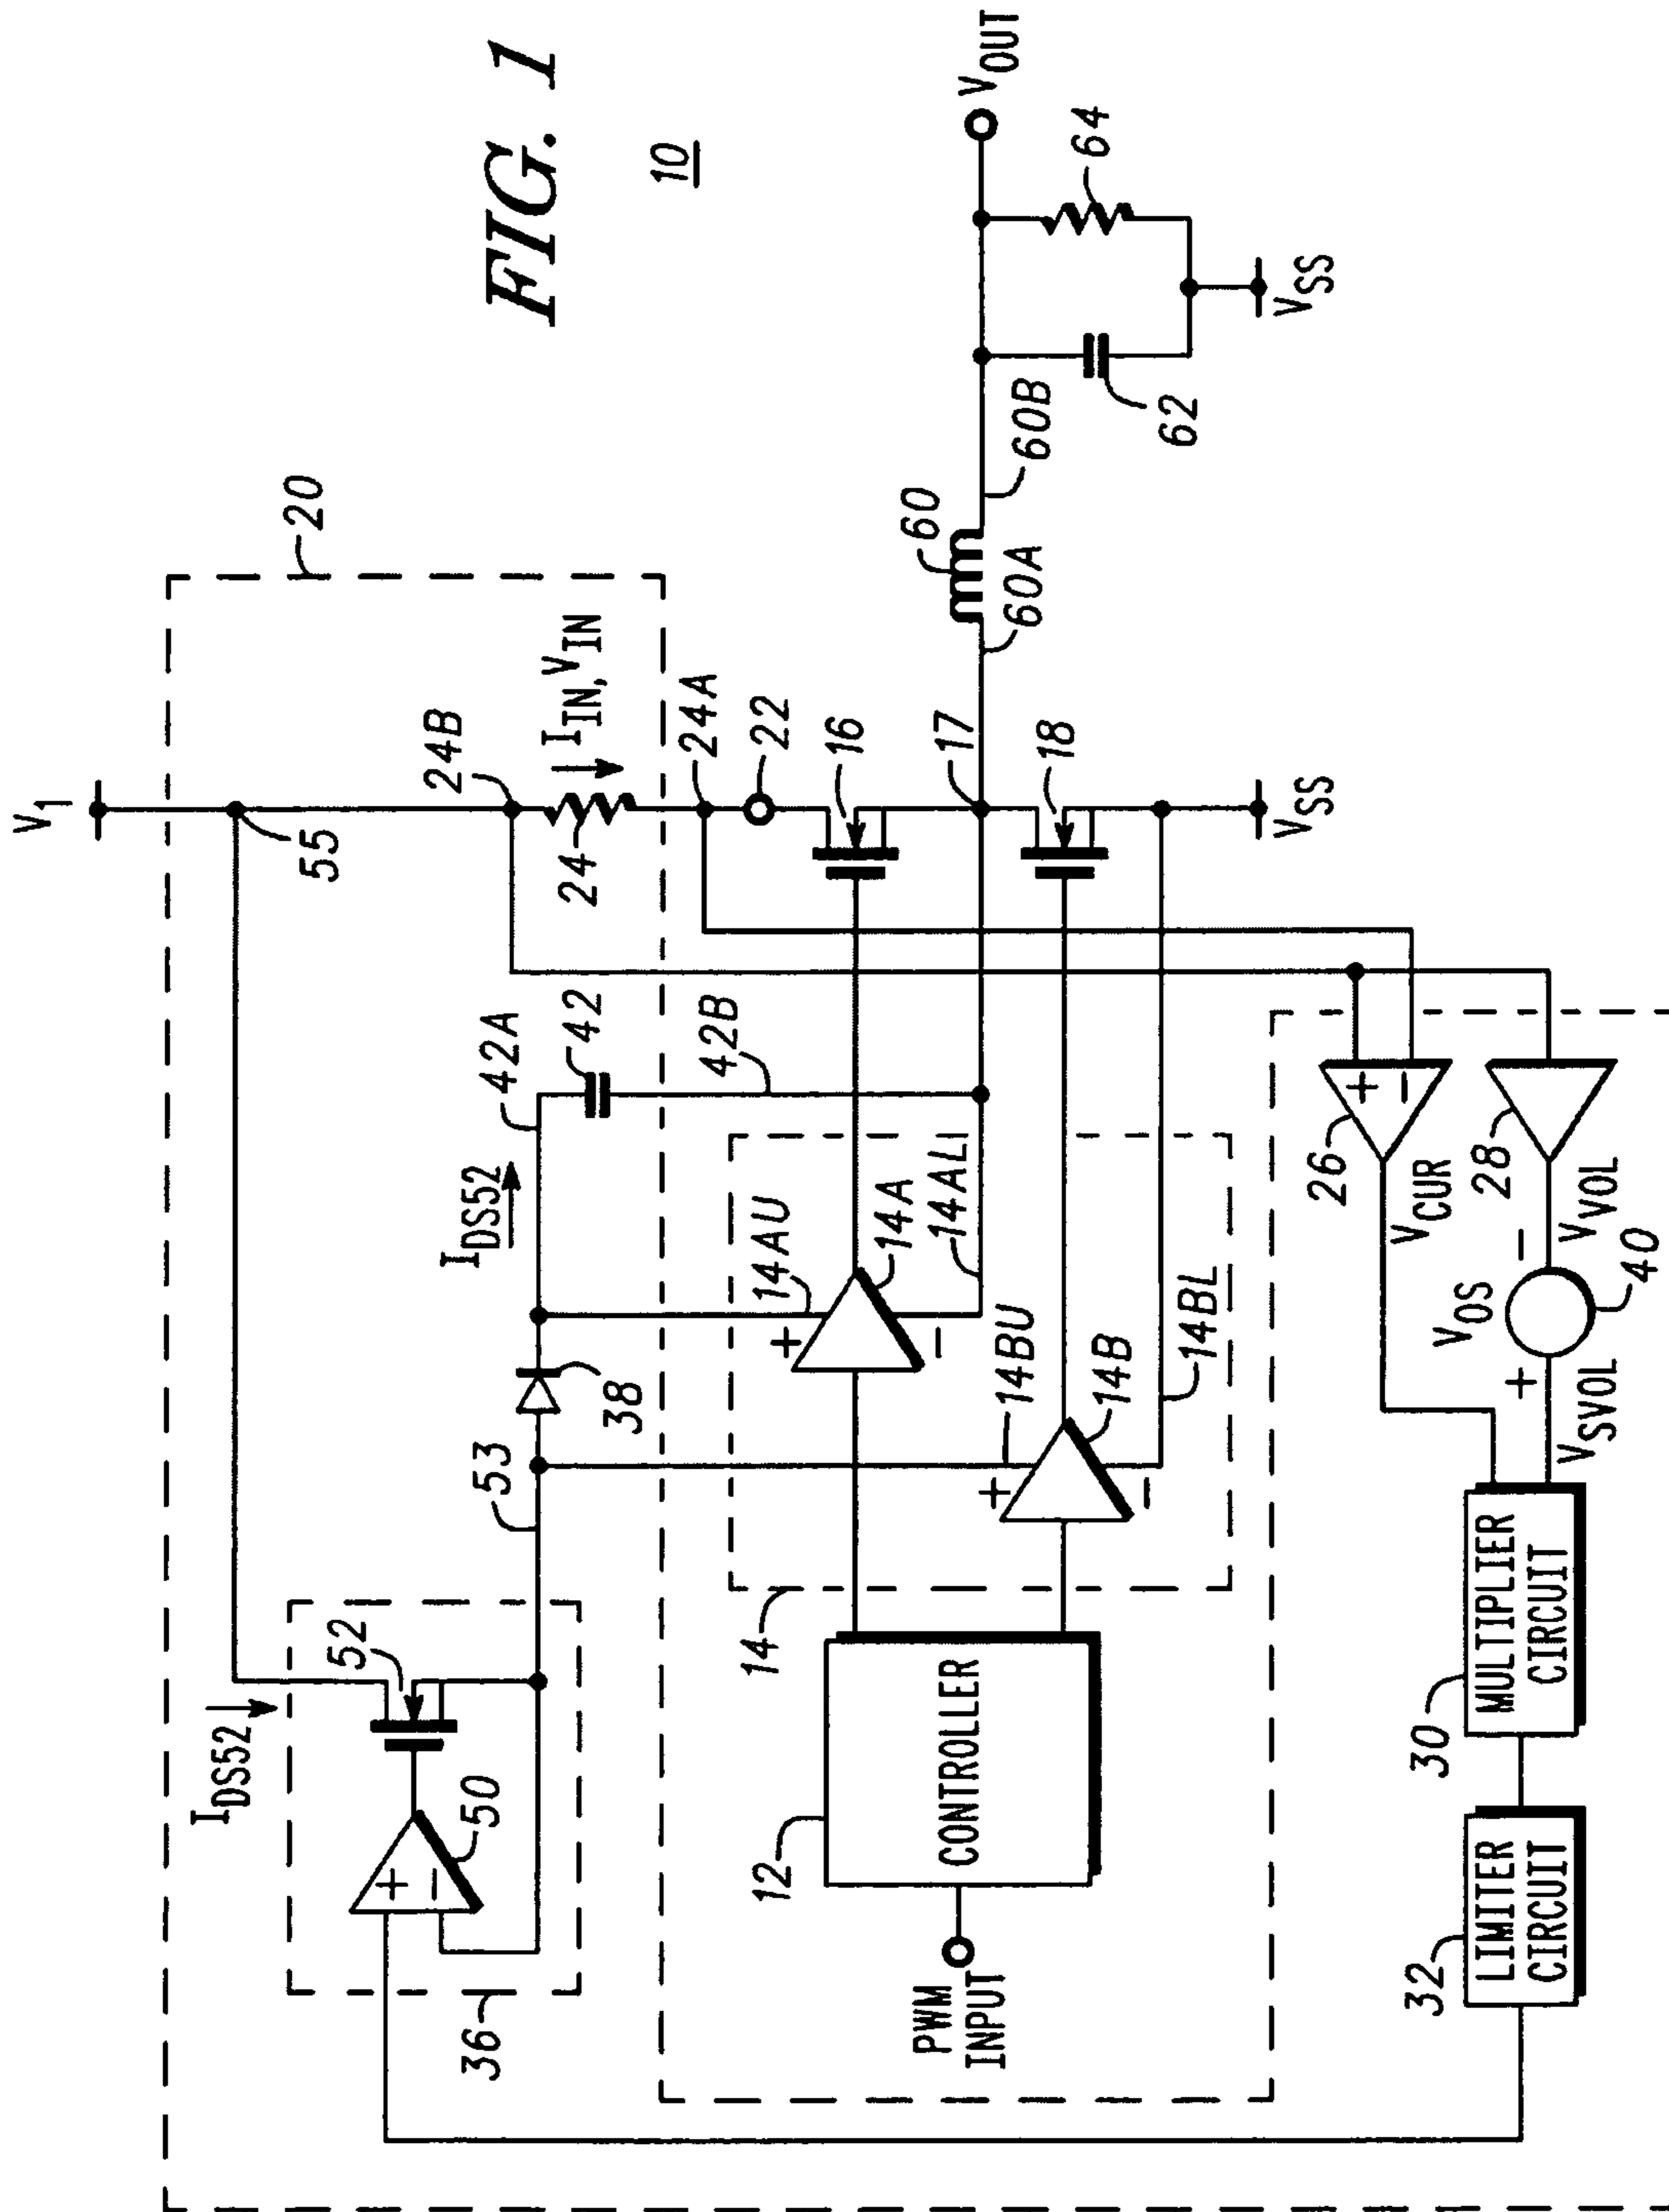 FIG. 1
10
V1
20
55
24B
24
IIN, VIN
24A
22
16
17
18
VSS
60
60A
60B
62
64
VSS
VOUT
IDS52
52
50
36
53
38
IDS52
42A
42
42B
14AU
14A
14AL
14BU
14B
14BL
14
12
CONTROLLER
PWM
INPUT
26
VCUR
28
VVOL
VOS
40
VSVOL
30
MULTIPLIER
CIRCUIT
32
LIMITER
CIRCUIT
+
−
+
−
+
−
+
−
+
−